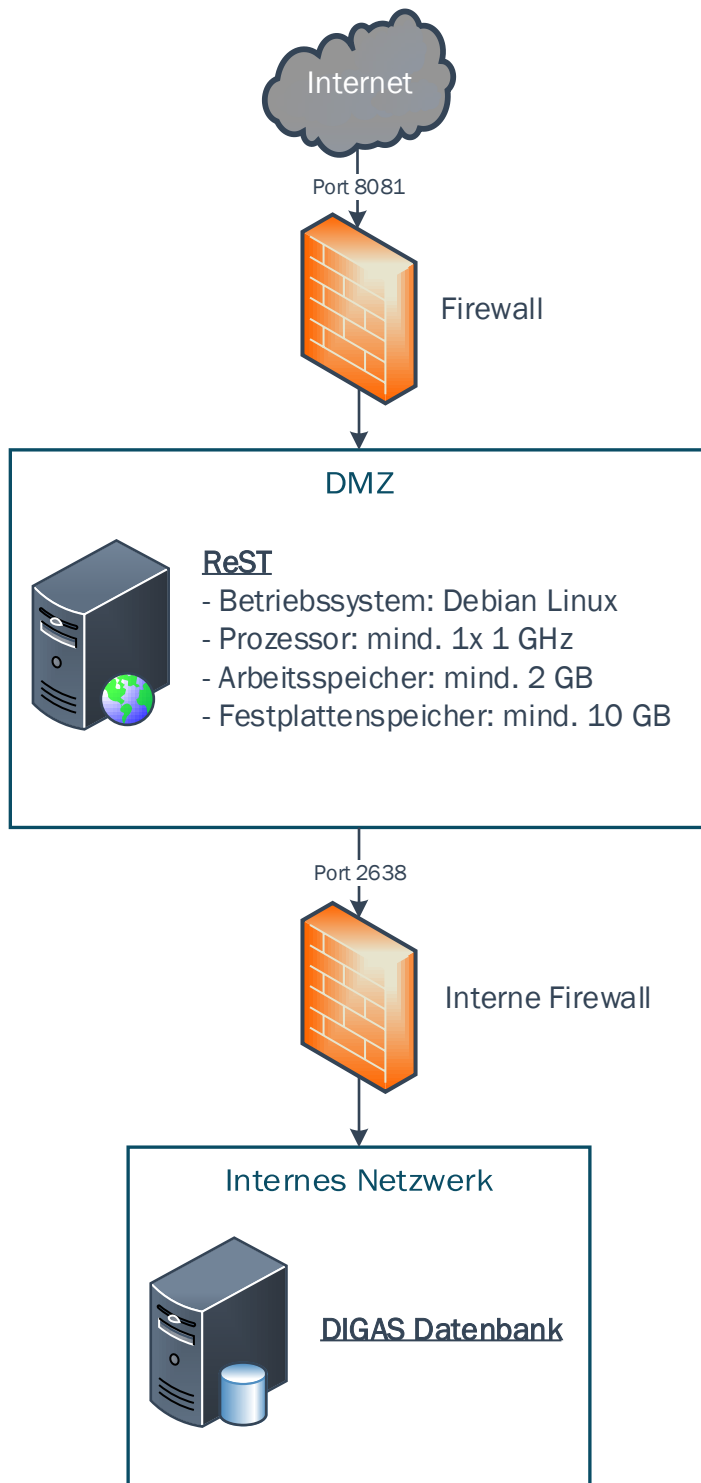 Internet
Port 8081
Firewall
DMZ
ReST
- Betriebssystem: Debian Linux
- Prozessor: mind. 1x 1 GHz
- Arbeitsspeicher: mind. 2 GB
- Festplattenspeicher: mind. 10 GB
Port 2638
Interne Firewall
Internes Netzwerk
DIGAS Datenbank